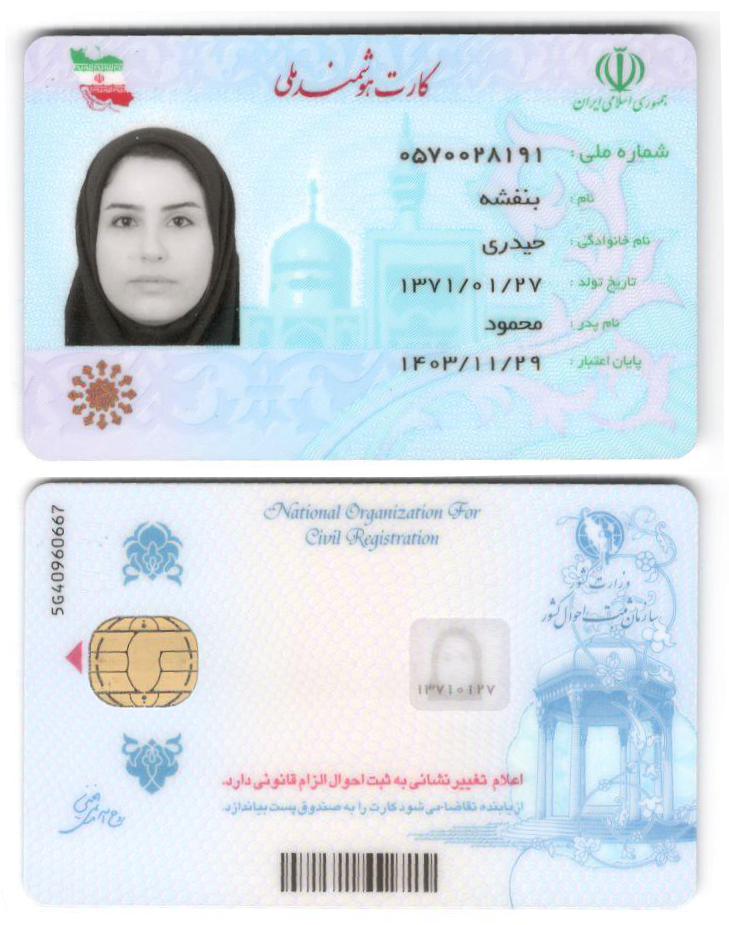 کارت هوشمند ملی
جمهوری اسلامی ایران
شماره ملی : ۰۵۷۰۰۲۸۱۹۱
نام : بنفشه
نام خانوادگی : حیدری
تاریخ تولد : ۱۳۷۱/۰۱/۲۷
نام پدر : محمود
پایان اعتبار : ۱۴۰۳/۱۱/۲۹
5G40960667
National Organization For
Civil Registration
وزارت کشور
سازمان ثبت احوال کشور
۱۳۷۱۰۱۲۷
اعلام تغییر نشانی به ثبت احوال الزام قانونی دارد.
از یابنده تقاضا می شود کارت را به صندوق پست بیاندازد.